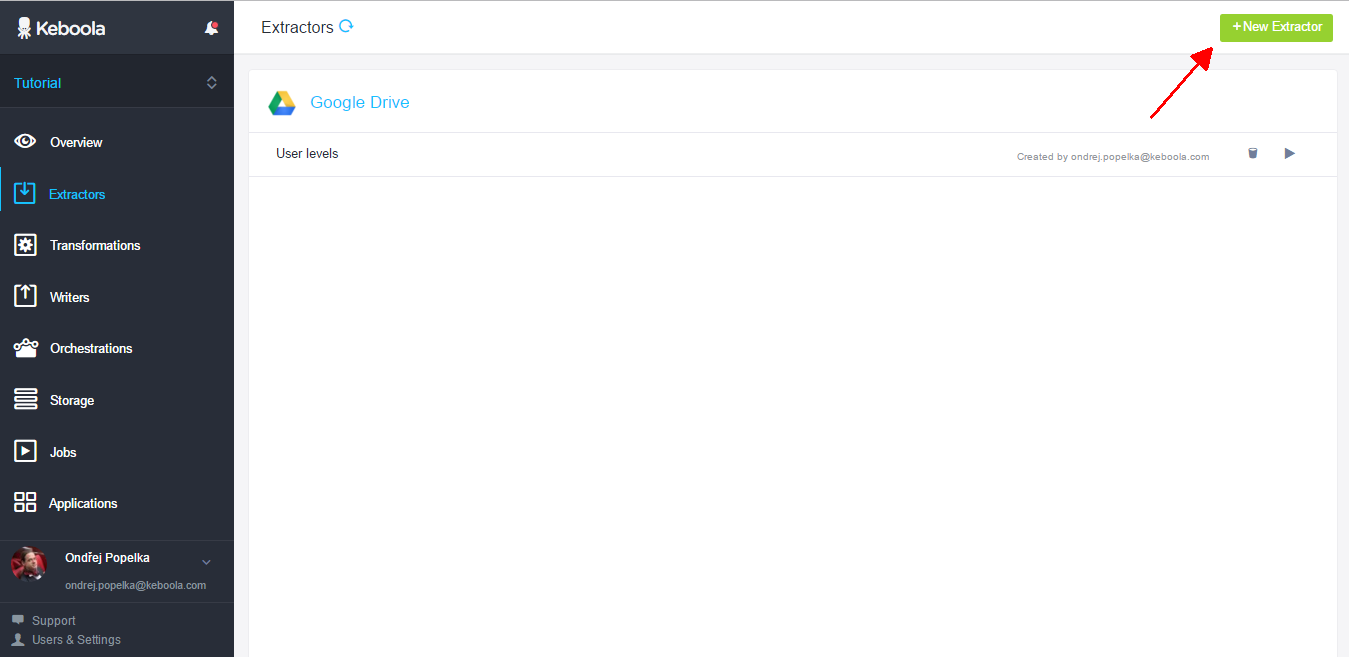 Keboola
Extractors
+New Extractor
Tutorial
Google Drive
Overview
User levels
Created by ondrej.popelka@keboola.com
Extractors
Transformations
Writers
Orchestrations
Storage
Jobs
Applications
Ondřej Popelka
ondrej.popelka@keboola.com
Support
Users & Settings